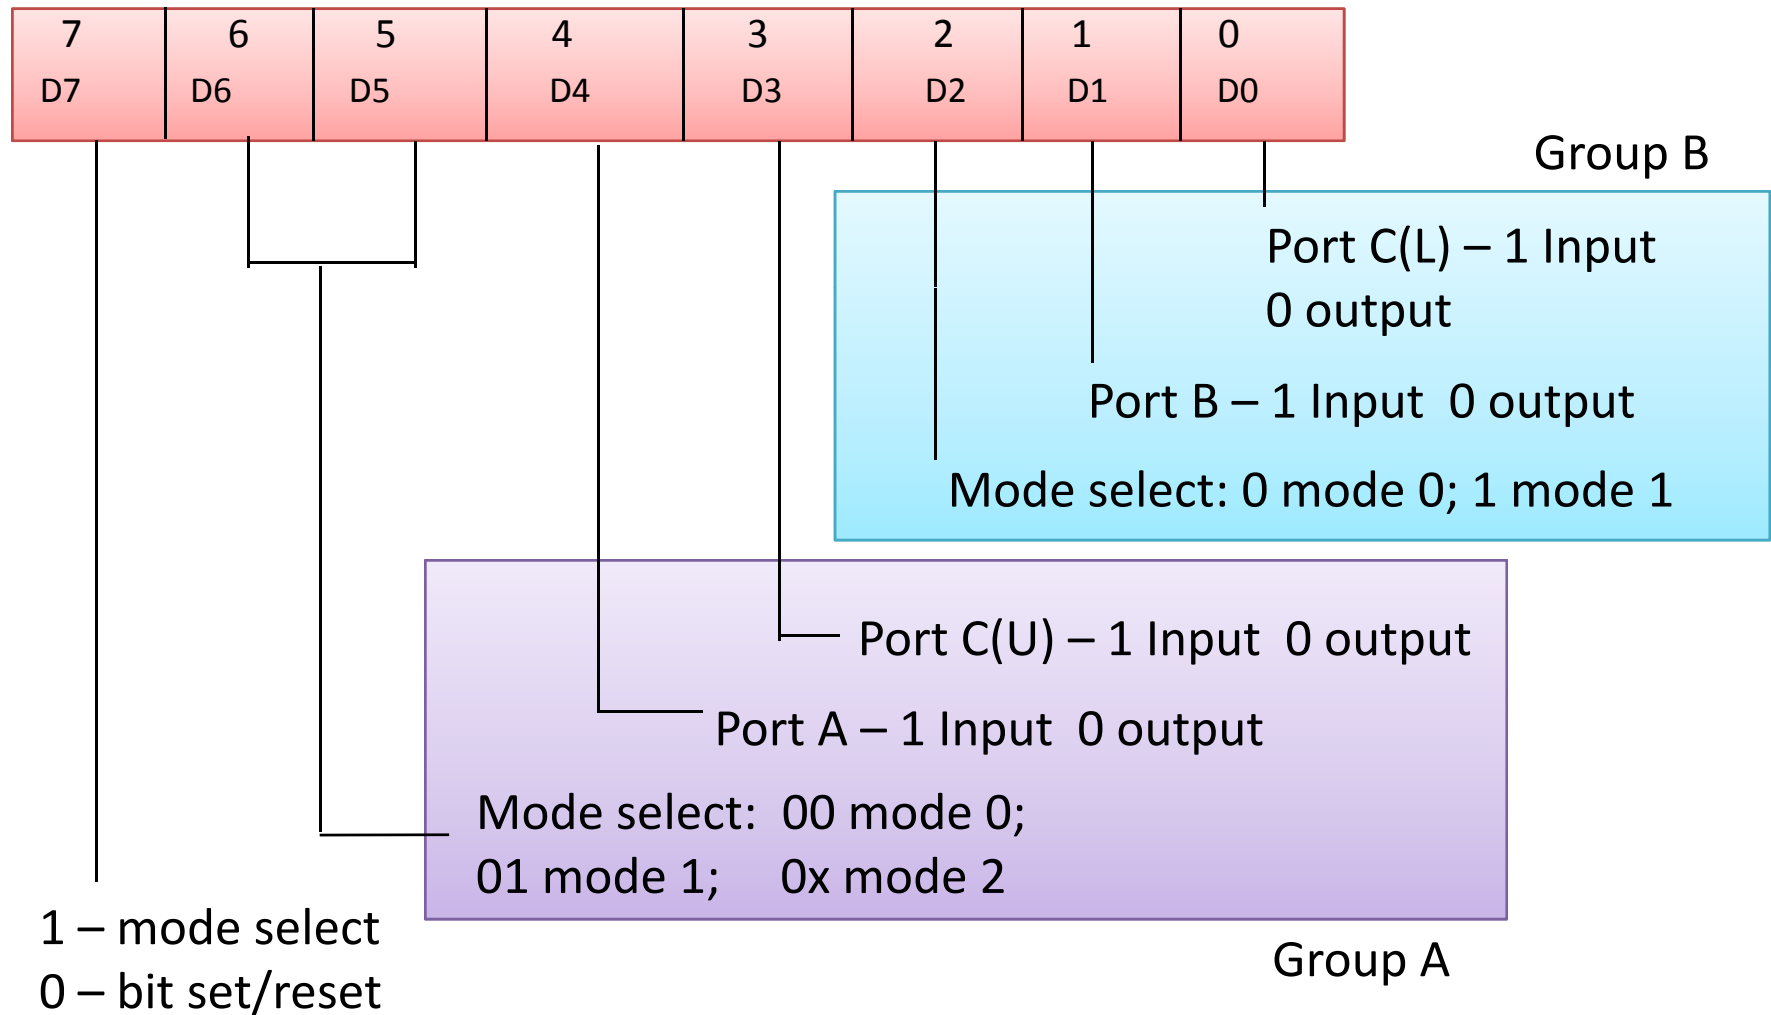 7 6 5 4 3 2 1 0
D7 D6 D5 D4 D3 D2 D1 D0
Group B
Port C(L) – 1 Input
0 output
Port B – 1 Input 0 output
Mode select: 0 mode 0; 1 mode 1
Port C(U) – 1 Input 0 output
Port A – 1 Input 0 output
Mode select: 00 mode 0;
01 mode 1; 0x mode 2
Group A
1 – mode select
0 – bit set/reset